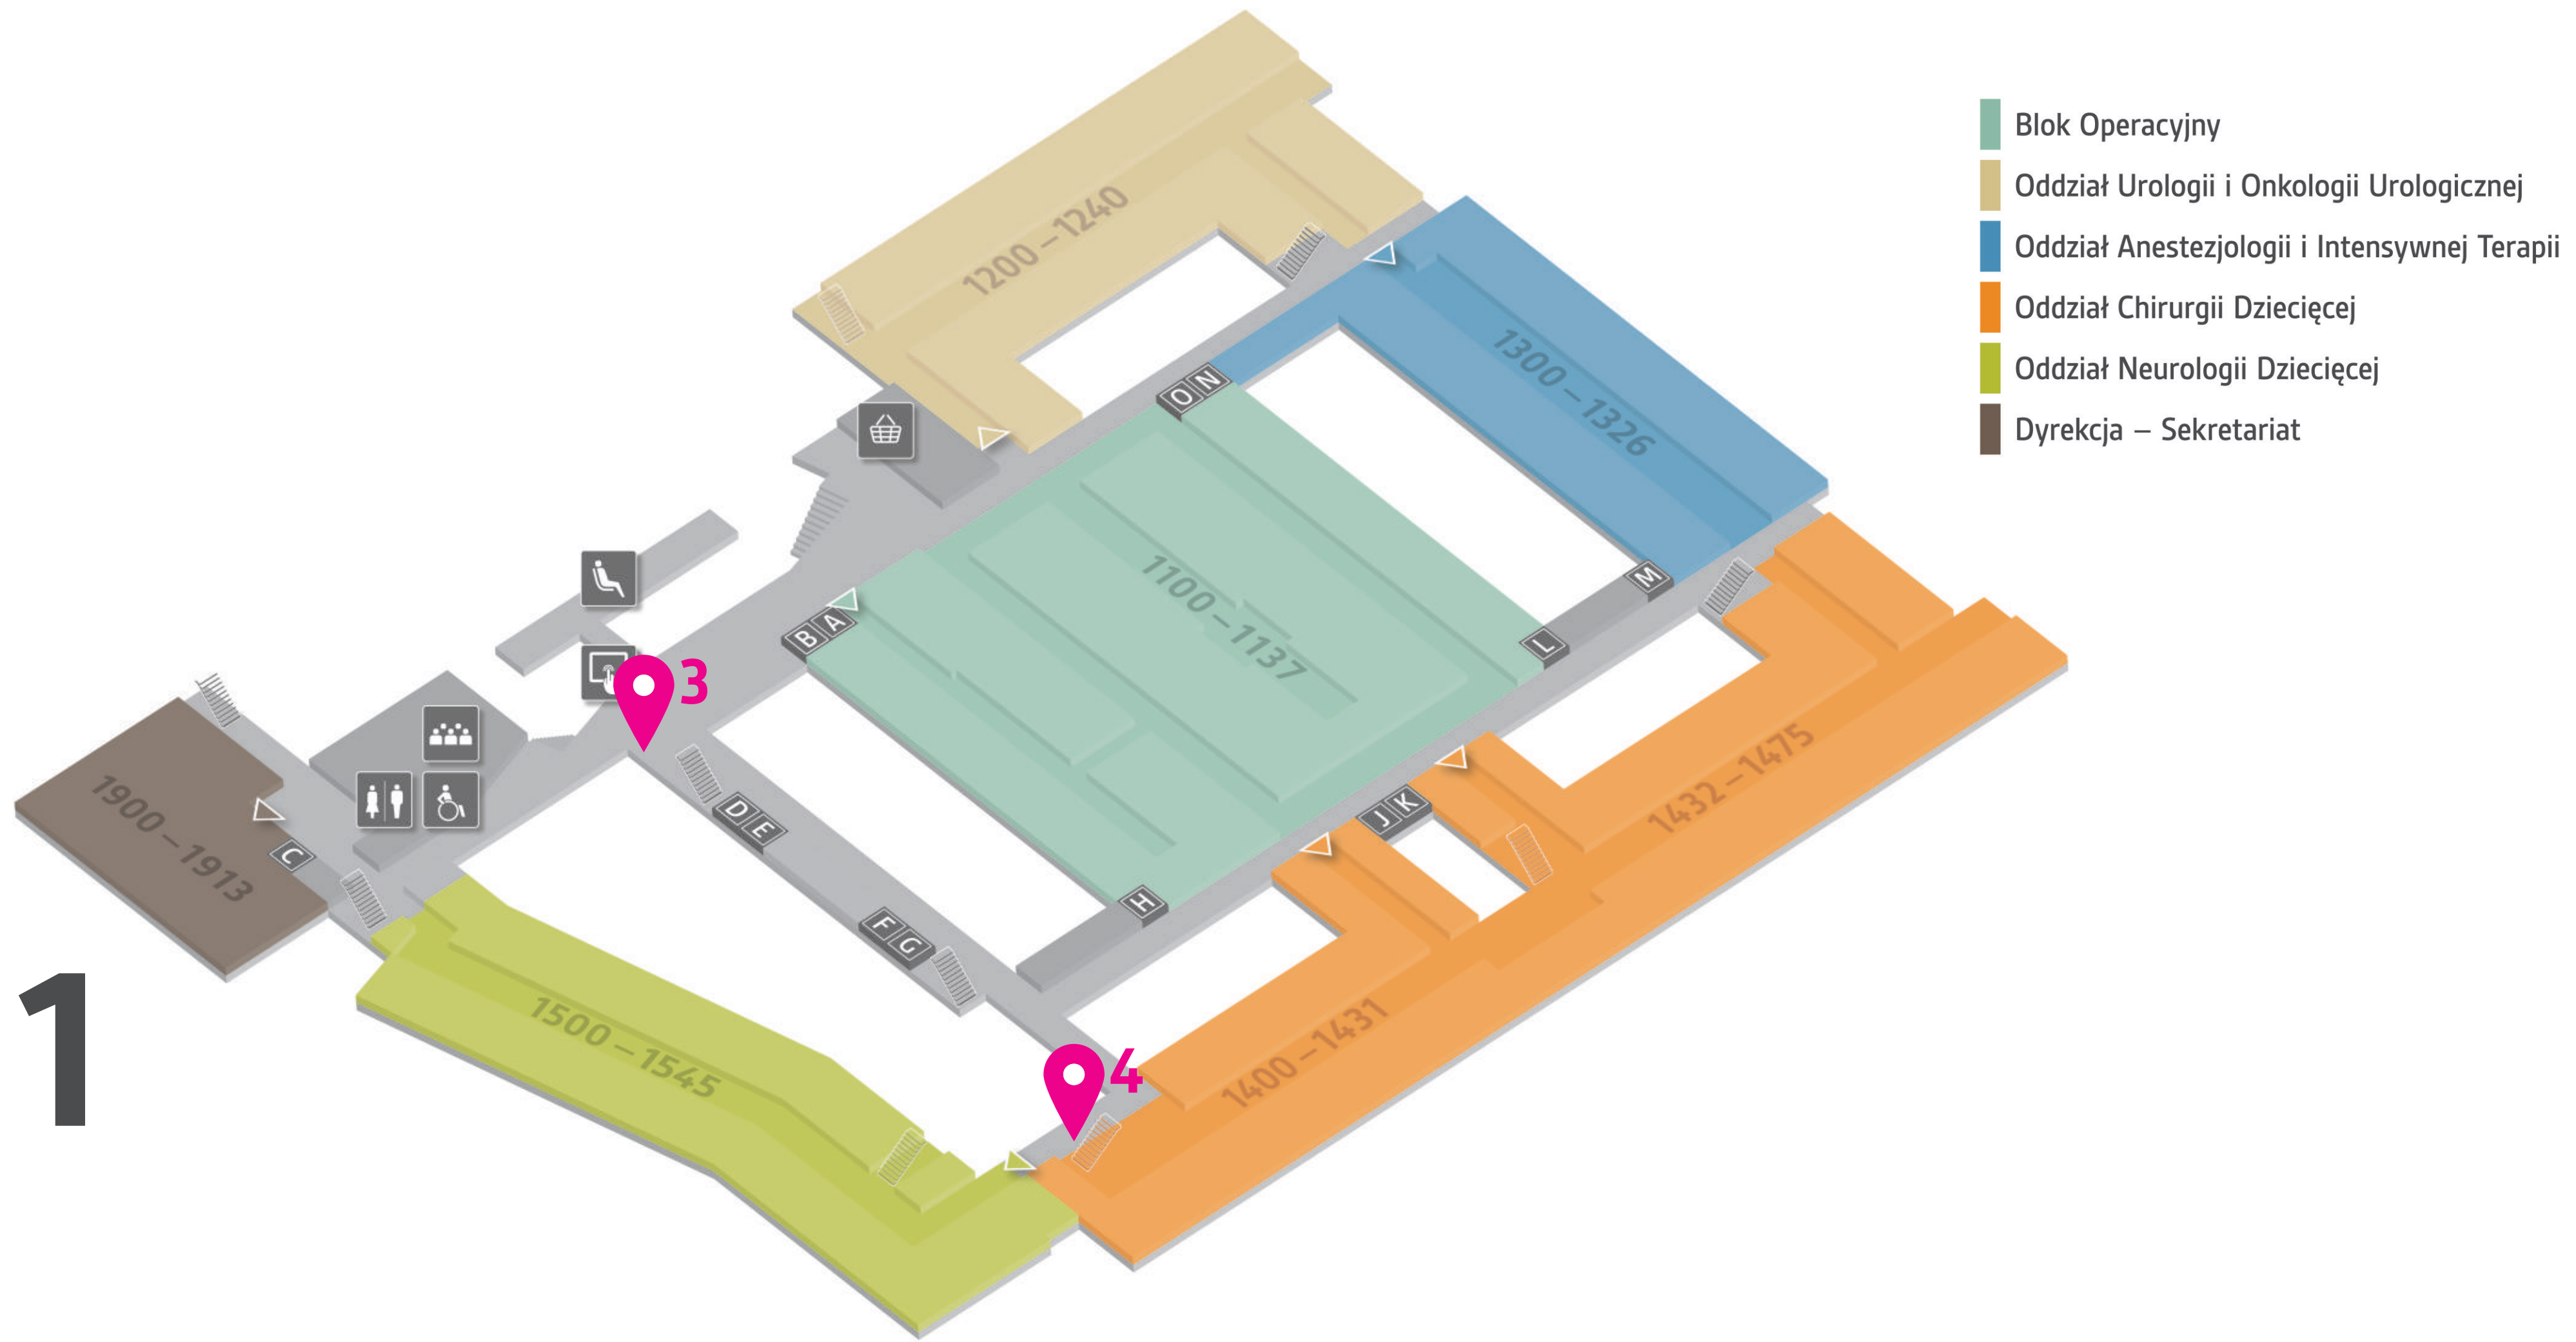 Blok Operacyjny
Oddział Urologii i Onkologii Urologicznej
Oddział Anestezjologii i Intensywnej Terapii
Oddział Chirurgii Dziecięcej
Oddział Neurologii Dziecięcej
Dyrekcja – Sekretariat
1200–1240
1300–1326
O N
1100–1137
M
L
B A
3
1432–1475
J K
1900–1913
C
D E
F G
H
1
1500–1545
1400–1431
4